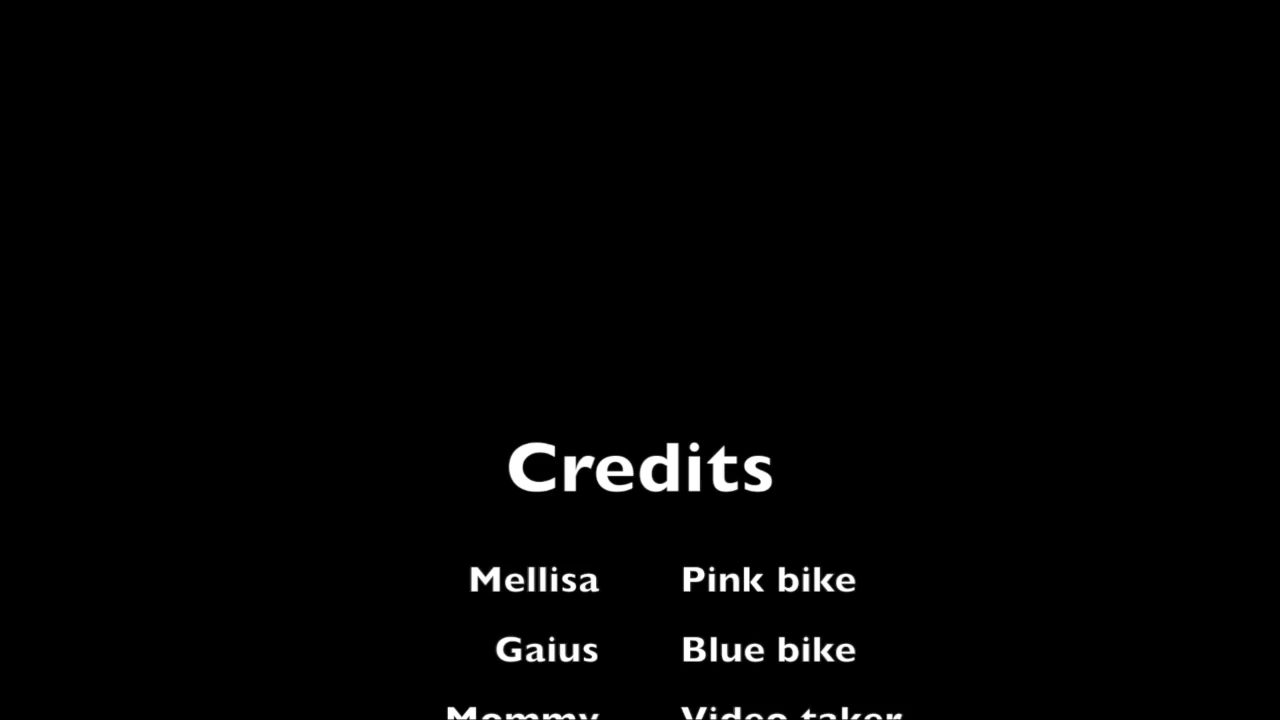 Credits
Mellisa Pink bike
Gaius Blue bike
Mommy Video taker